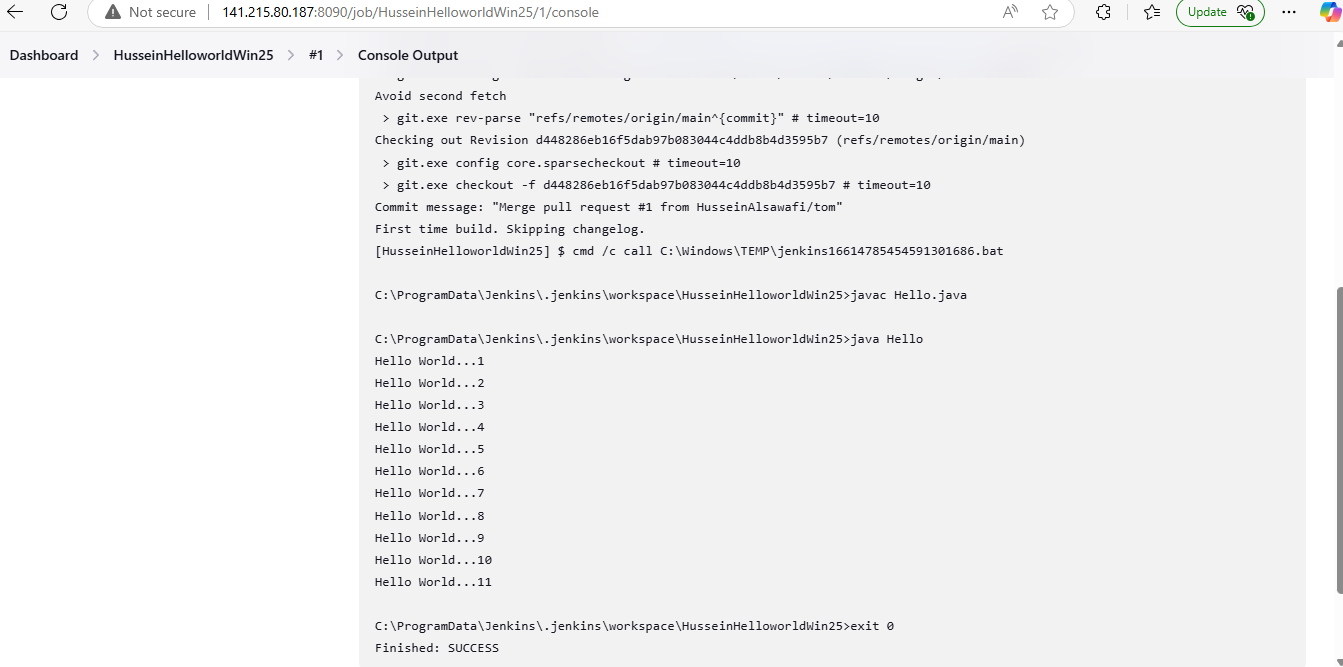 Not secure 141.215.80.187:8090/job/HusseinHelloworldWin25/1/console Update
Dashboard > HusseinHelloworldWin25 > #1 > Console Output
Avoid second fetch
> git.exe rev-parse "refs/remotes/origin/main^{commit}" # timeout=10
Checking out Revision d448286eb16f5dab97b083044c4ddb8b4d3595b7 (refs/remotes/origin/main)
> git.exe config core.sparsecheckout # timeout=10
> git.exe checkout -f d448286eb16f5dab97b083044c4ddb8b4d3595b7 # timeout=10
Commit message: "Merge pull request #1 from HusseinAlsawafi/tom"
First time build. Skipping changelog.
[HusseinHelloworldWin25] $ cmd /c call C:\Windows\TEMP\jenkins16614785454591301686.bat
C:\ProgramData\Jenkins\.jenkins\workspace\HusseinHelloworldWin25>javac Hello.java
C:\ProgramData\Jenkins\.jenkins\workspace\HusseinHelloworldWin25>java Hello
Hello World...1
Hello World...2
Hello World...3
Hello World...4
Hello World...5
Hello World...6
Hello World...7
Hello World...8
Hello World...9
Hello World...10
Hello World...11
C:\ProgramData\Jenkins\.jenkins\workspace\HusseinHelloworldWin25>exit 0
Finished: SUCCESS